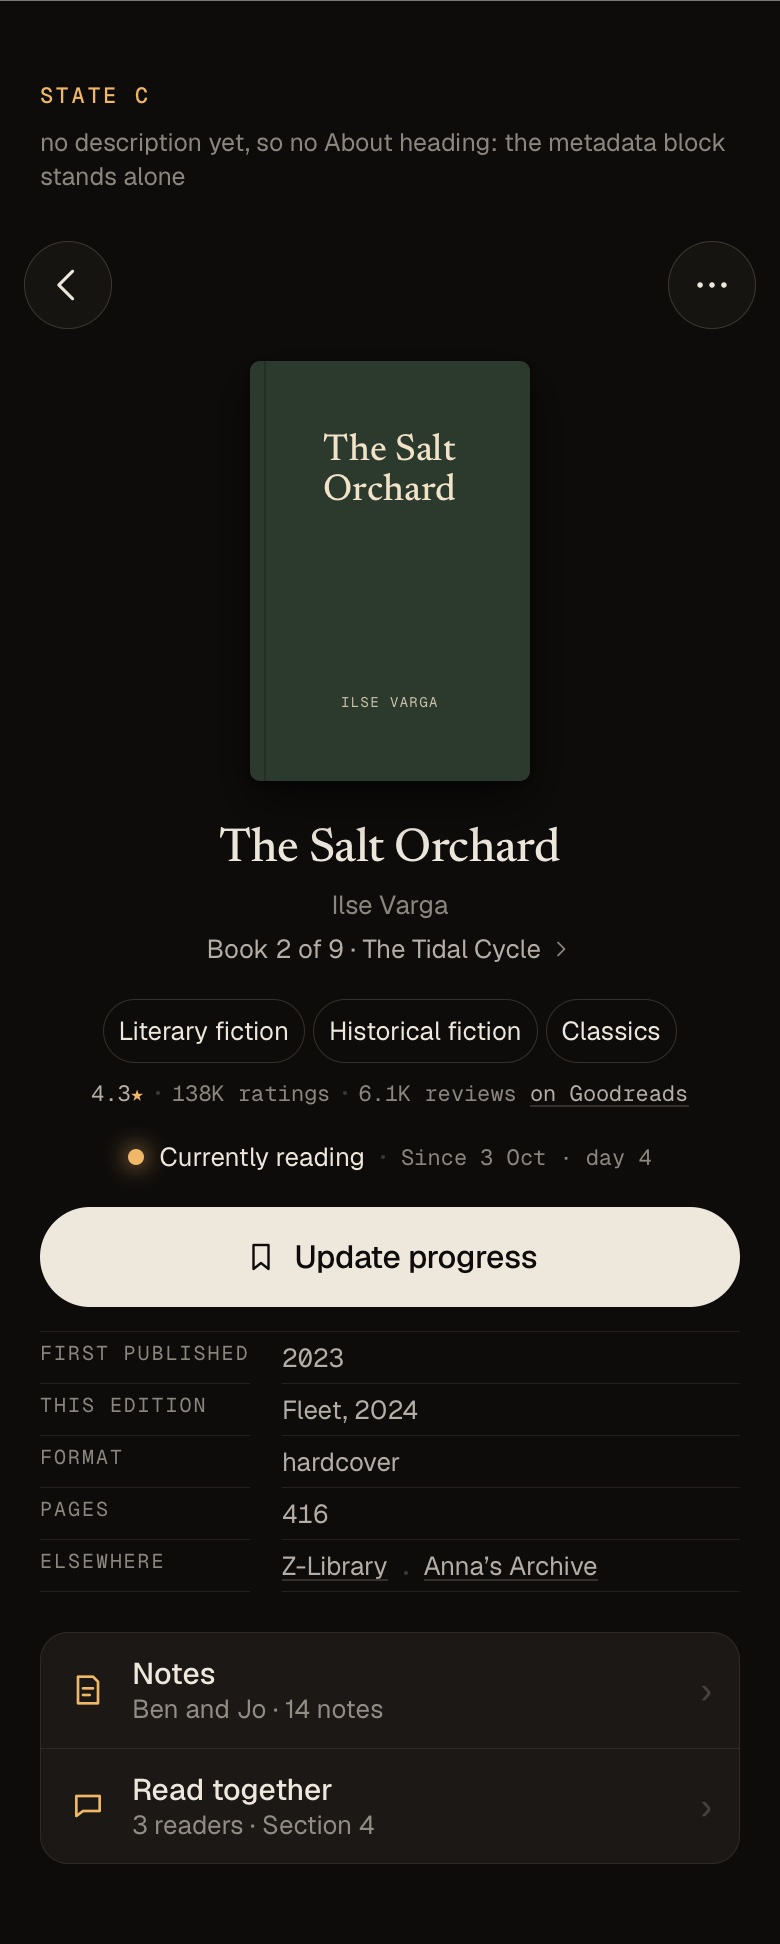 STATE C
no description yet, so no About heading: the metadata block
stands alone
The Salt
Orchard
ILSE VARGA
The Salt Orchard
Ilse Varga
Book 2 of 9 · The Tidal Cycle
Literary fiction Historical fiction Classics
4.3★ · 138K ratings · 6.1K reviews on Goodreads
Currently reading · Since 3 Oct · day 4
Update progress
FIRST PUBLISHED 2023
THIS EDITION Fleet, 2024
FORMAT hardcover
PAGES 416
ELSEWHERE Z-Library . Anna’s Archive
Notes
Ben and Jo · 14 notes
Read together
3 readers · Section 4